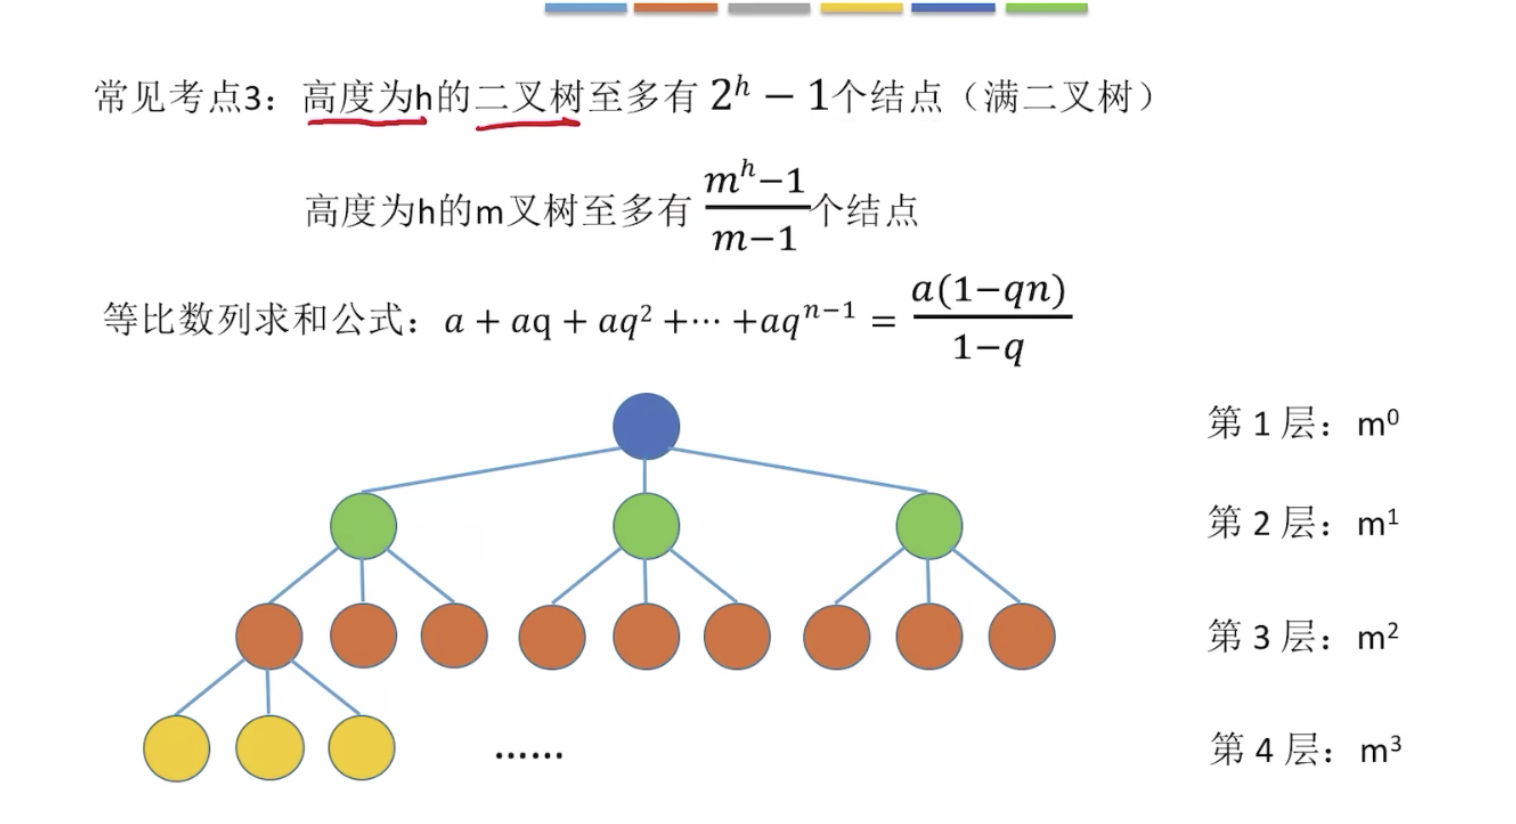 常见考点3：高度为h的二叉树至多有 2^h − 1个结点（满二叉树）
高度为h的m叉树至多有 \frac{m^h−1}{m−1}个结点
等比数列求和公式：a + aq + aq^2 +⋯ +aq^{n−1} = \frac{a(1−qn)}{1−q}
第 1 层：m^0
第 2 层：m^1
第 3 层：m^2
...... 第 4 层：m^3